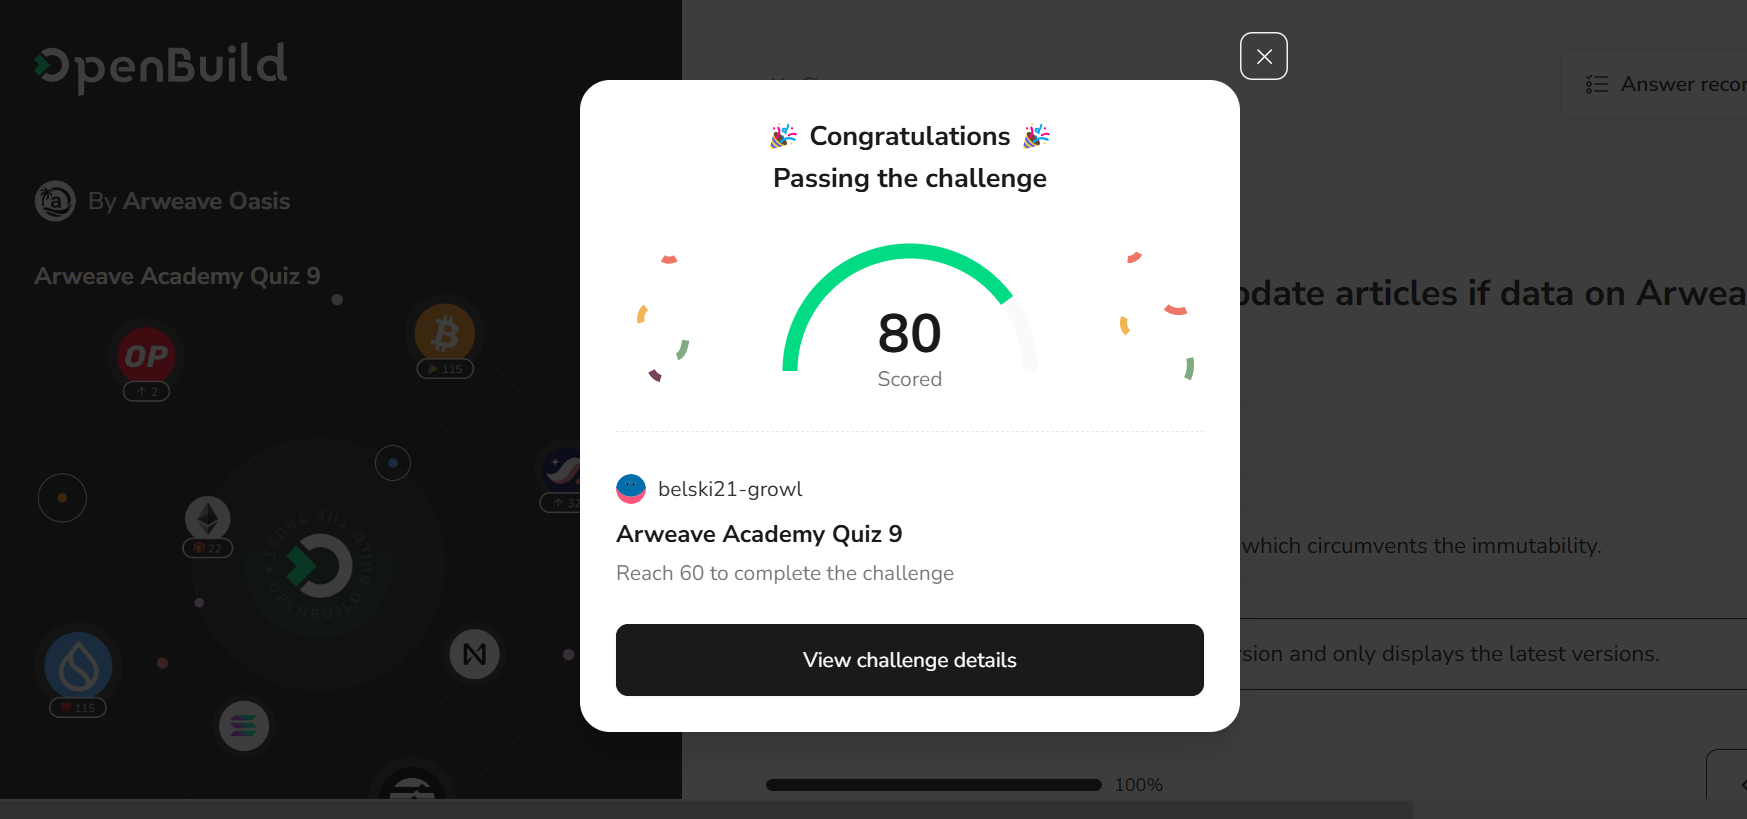 OpenBuild
By Arweave Oasis
Arweave Academy Quiz 9
OP
2
115
22
115
Answer recor
🎉 Congratulations 🎉
Passing the challenge
80
Scored
belski21-growl
Arweave Academy Quiz 9
Reach 60 to complete the challenge
View challenge details
pdate articles if data on Arwea
which circumvents the immutability.
rsion and only displays the latest versions.
100%